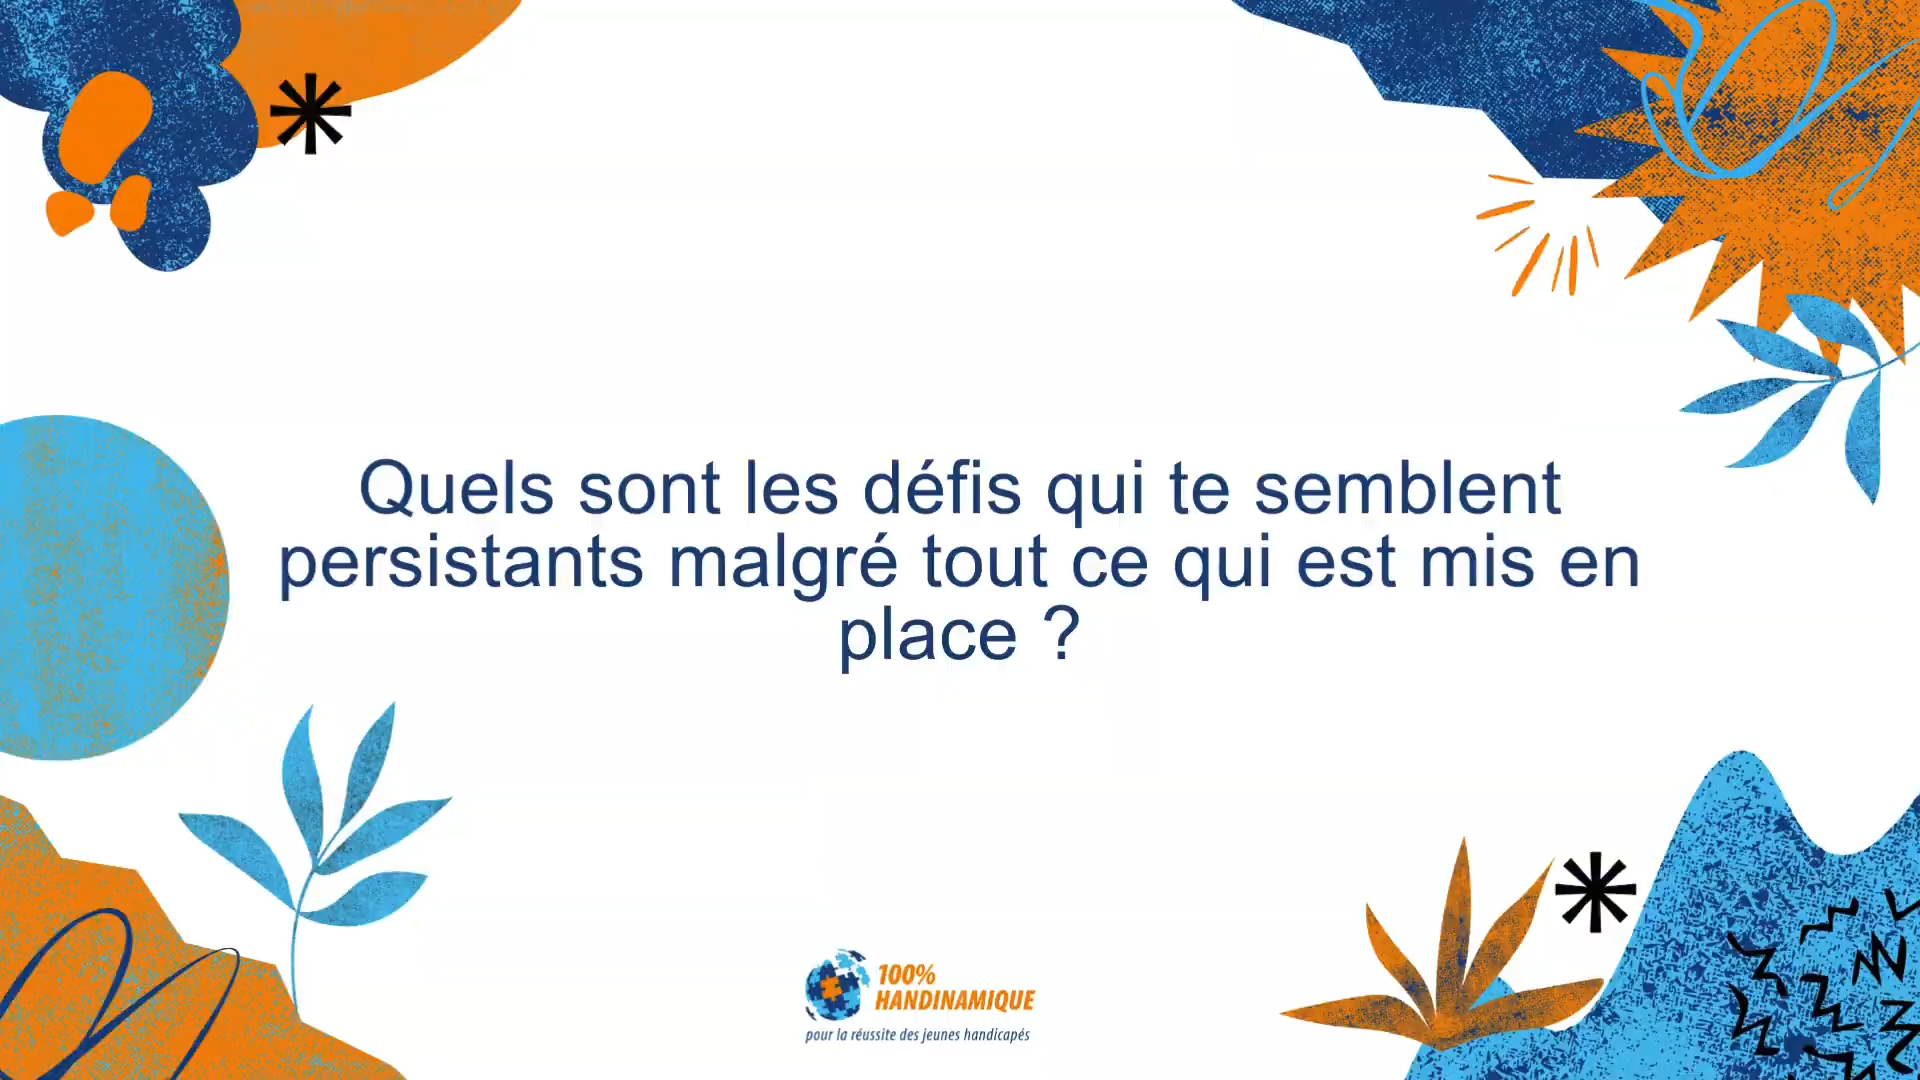 Quels sont les défis qui te semblent
persistants malgré tout ce qui est mis en
place ?
100%
HANDINAMIQUE
pour la réussite des jeunes handicapés